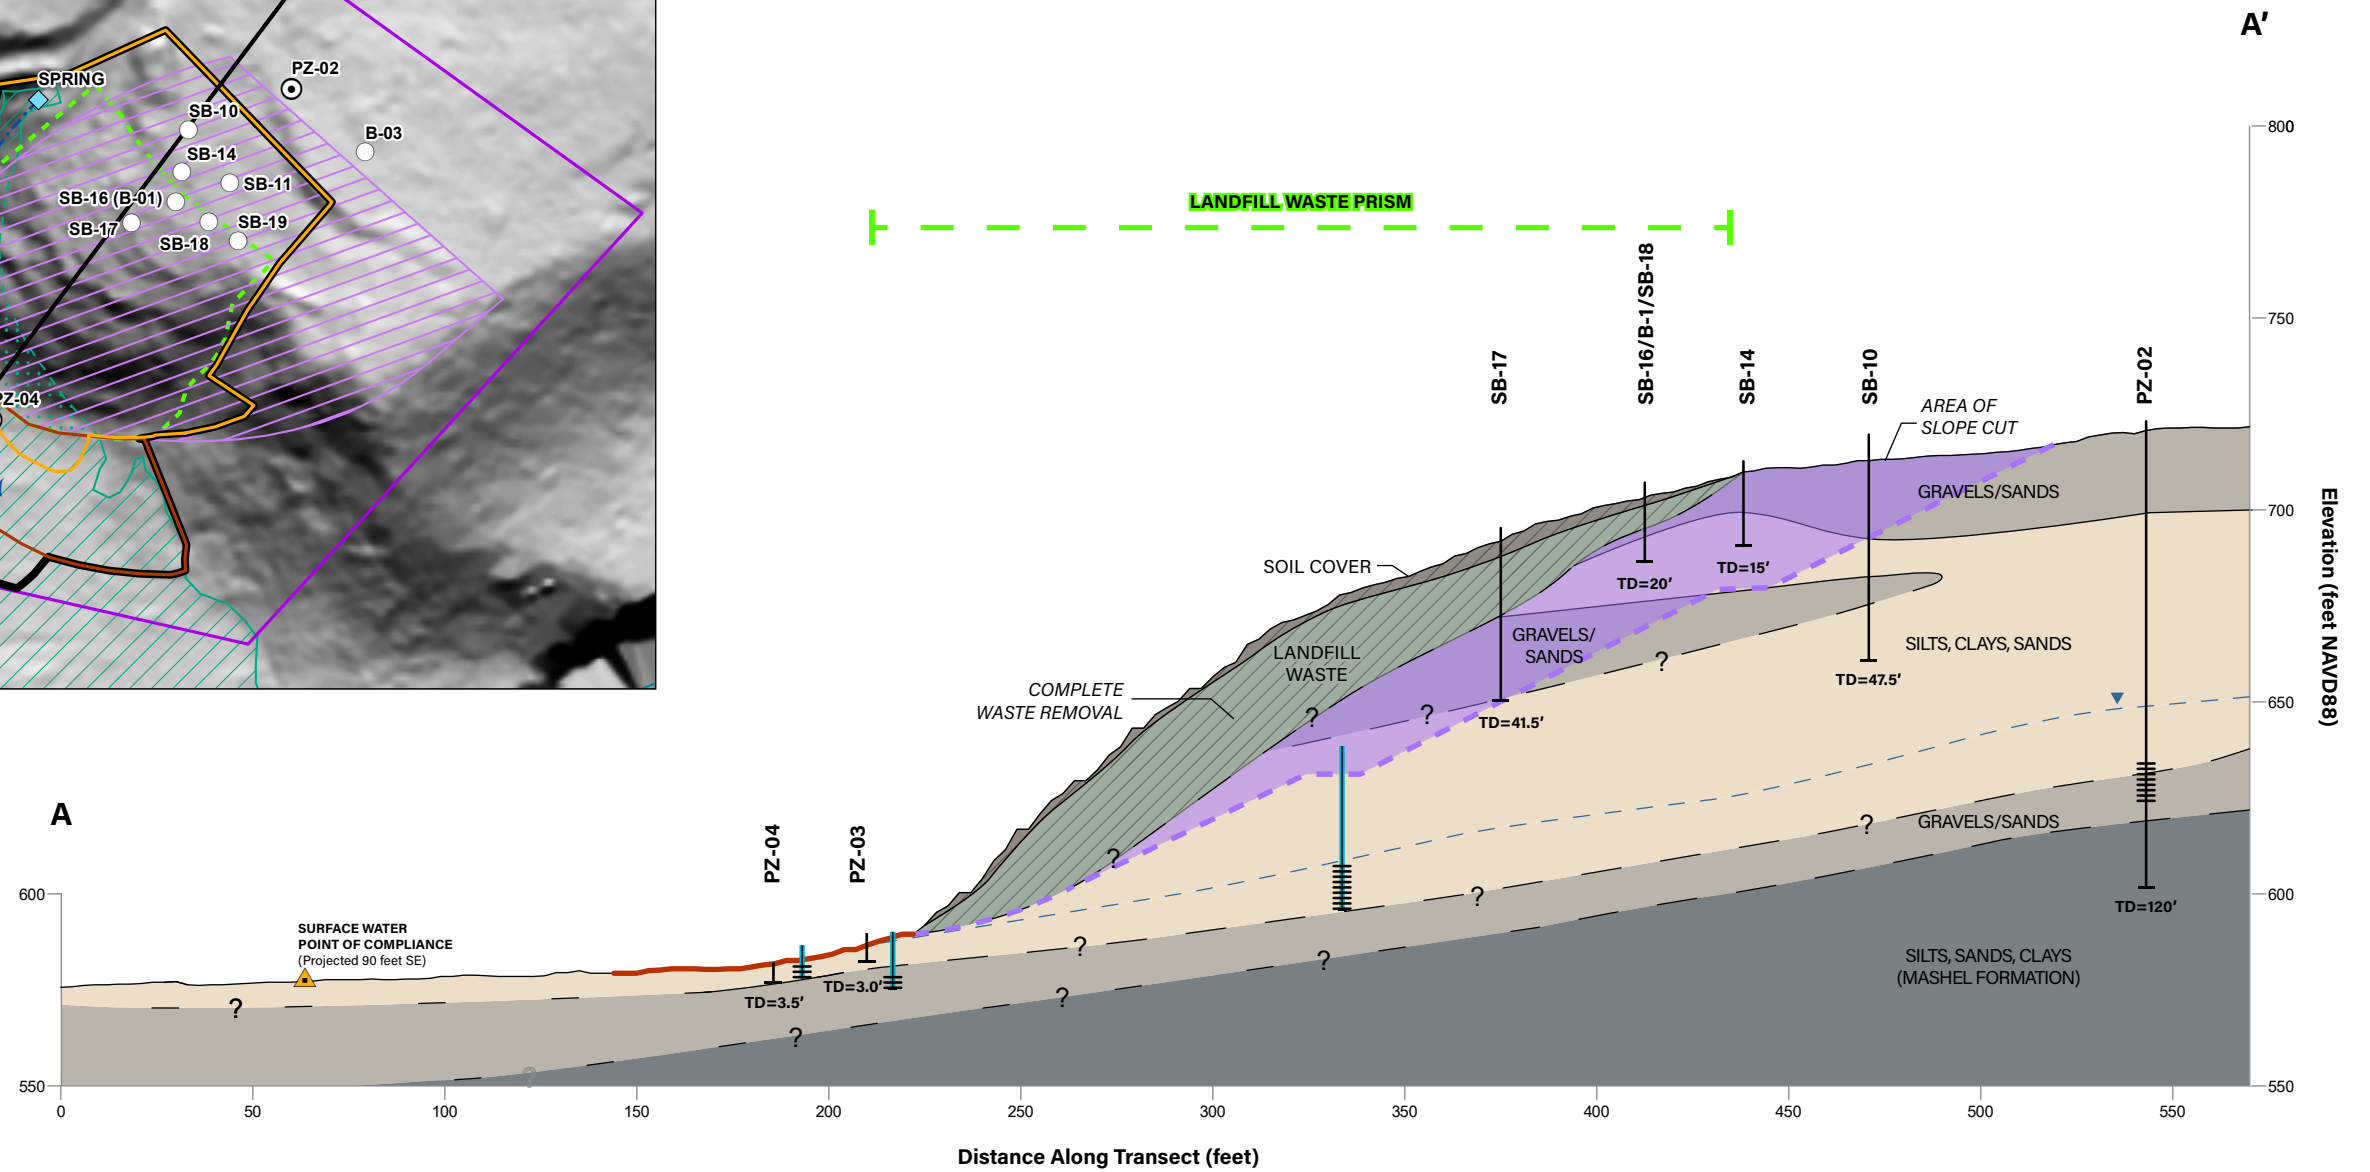 A′
SPRING
PZ-02
SB-10
B-03
SB-14
SB-11
SB-16 (B-01)
SB-17
SB-19
SB-18
PZ-04
LANDFILL WASTE PRISM
SB-17
SB-16/B-1/SB-18
SB-14
SB-10
PZ-02
AREA OF
SLOPE CUT
800
750
700
650
600
550
Elevation (feet NAVD88)
GRAVELS/SANDS
SOIL COVER
TD=20′
TD=15′
LANDFILL
WASTE
GRAVELS/
SANDS
?
SILTS, CLAYS, SANDS
TD=47.5′
COMPLETE
WASTE REMOVAL
?
?
TD=41.5′
A
PZ-04
PZ-03
?
?
GRAVELS/SANDS
600
?
TD=120′
SURFACE WATER
POINT OF COMPLIANCE
(Projected 90 feet SE)
?
?
SILTS, SANDS, CLAYS
(MASHEL FORMATION)
TD=3.5′
TD=3.0′
?
?
?
?
550
0
50
100
150
200
250
300
350
400
450
500
550
Distance Along Transect (feet)